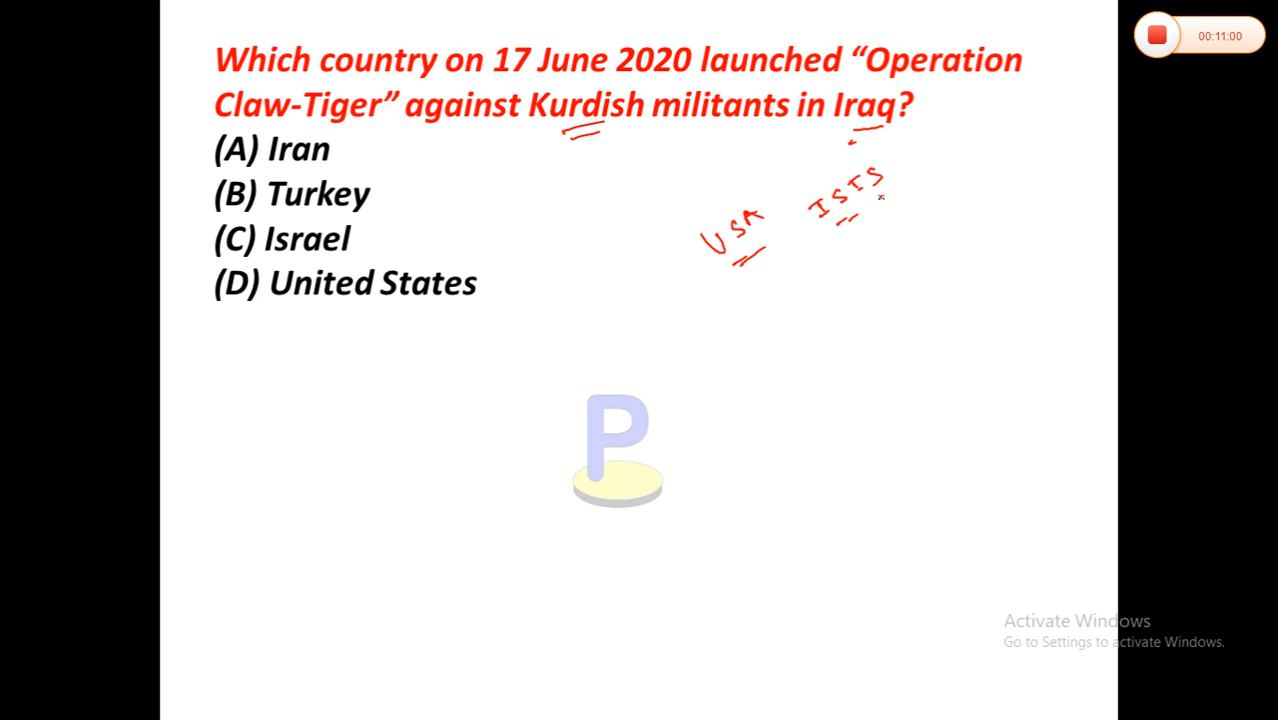 00:11:00
Which country on 17 June 2020 launched “Operation
Claw-Tiger” against Kurdish militants in Iraq?
(A) Iran
(B) Turkey
(C) Israel
(D) United States
ISIS
USA
P
Activate Windows
Go to Settings to activate Windows.